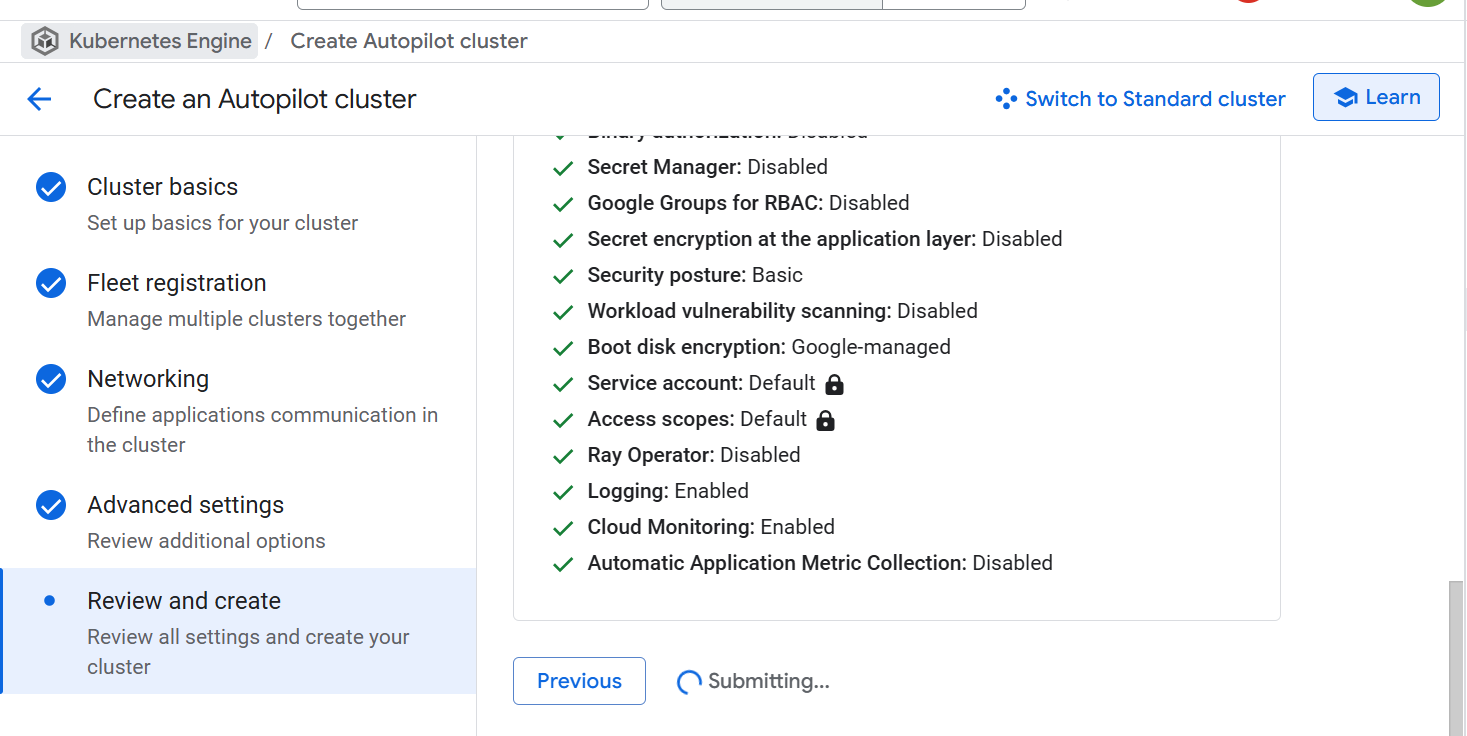 Kubernetes Engine / Create Autopilot cluster
Create an Autopilot cluster
Switch to Standard cluster
Learn
Cluster basics
Set up basics for your cluster
Fleet registration
Manage multiple clusters together
Networking
Define applications communication in
the cluster
Advanced settings
Review additional options
Review and create
Review all settings and create your
cluster
Binary authorization: Disabled
Secret Manager: Disabled
Google Groups for RBAC: Disabled
Secret encryption at the application layer: Disabled
Security posture: Basic
Workload vulnerability scanning: Disabled
Boot disk encryption: Google-managed
Service account: Default
Access scopes: Default
Ray Operator: Disabled
Logging: Enabled
Cloud Monitoring: Enabled
Automatic Application Metric Collection: Disabled
Previous
Submitting...